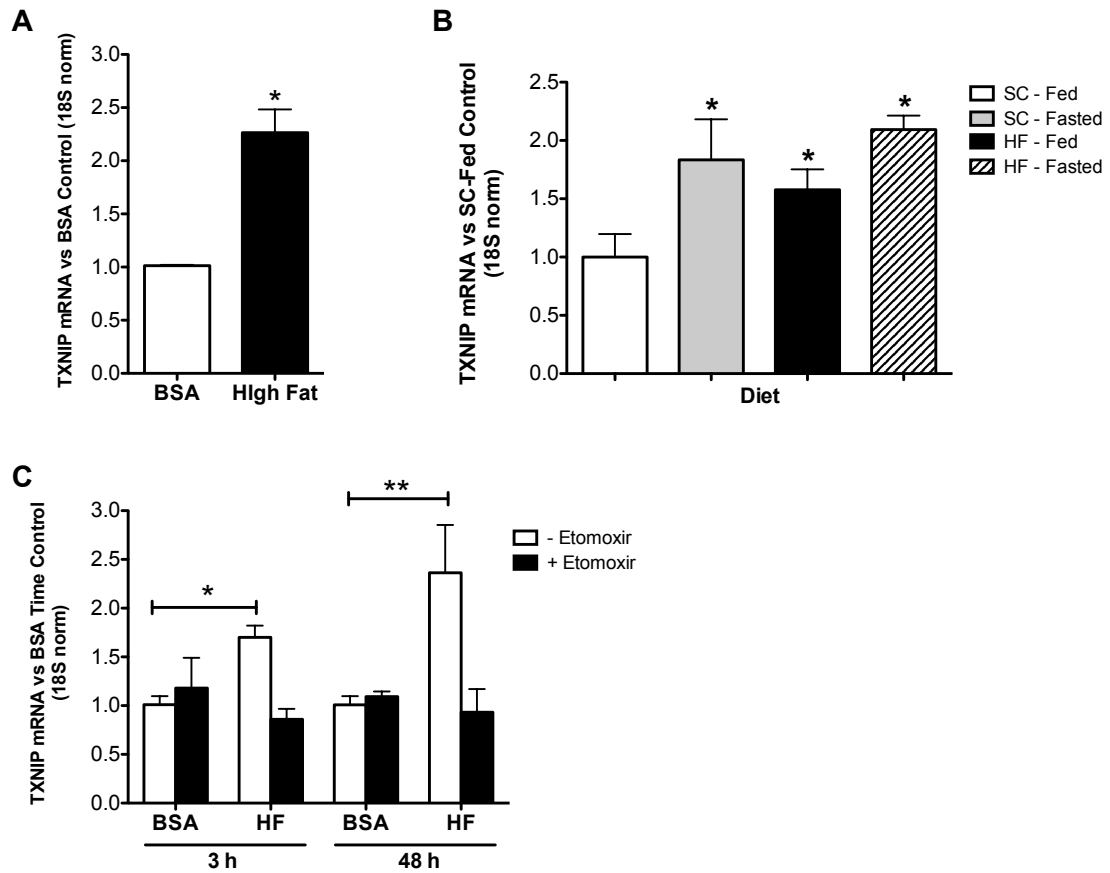 A
TXNIP mRNA vs BSA Control (18S norm)
3.0
2.5
2.0
1.5
1.0
0.5
0.0
*
BSA HIgh Fat
B
TXNIP mRNA vs SC-Fed Control
(18S norm)
2.5
2.0
1.5
1.0
0.5
0.0
*
*
*
Diet
SC - Fed
SC - Fasted
HF - Fed
HF - Fasted
C
TXNIP mRNA vs BSA Time Control
(18S norm)
3.0
2.5
2.0
1.5
1.0
0.5
0.0
*
**
- Etomoxir
+ Etomoxir
BSA HF BSA HF
3 h 48 h